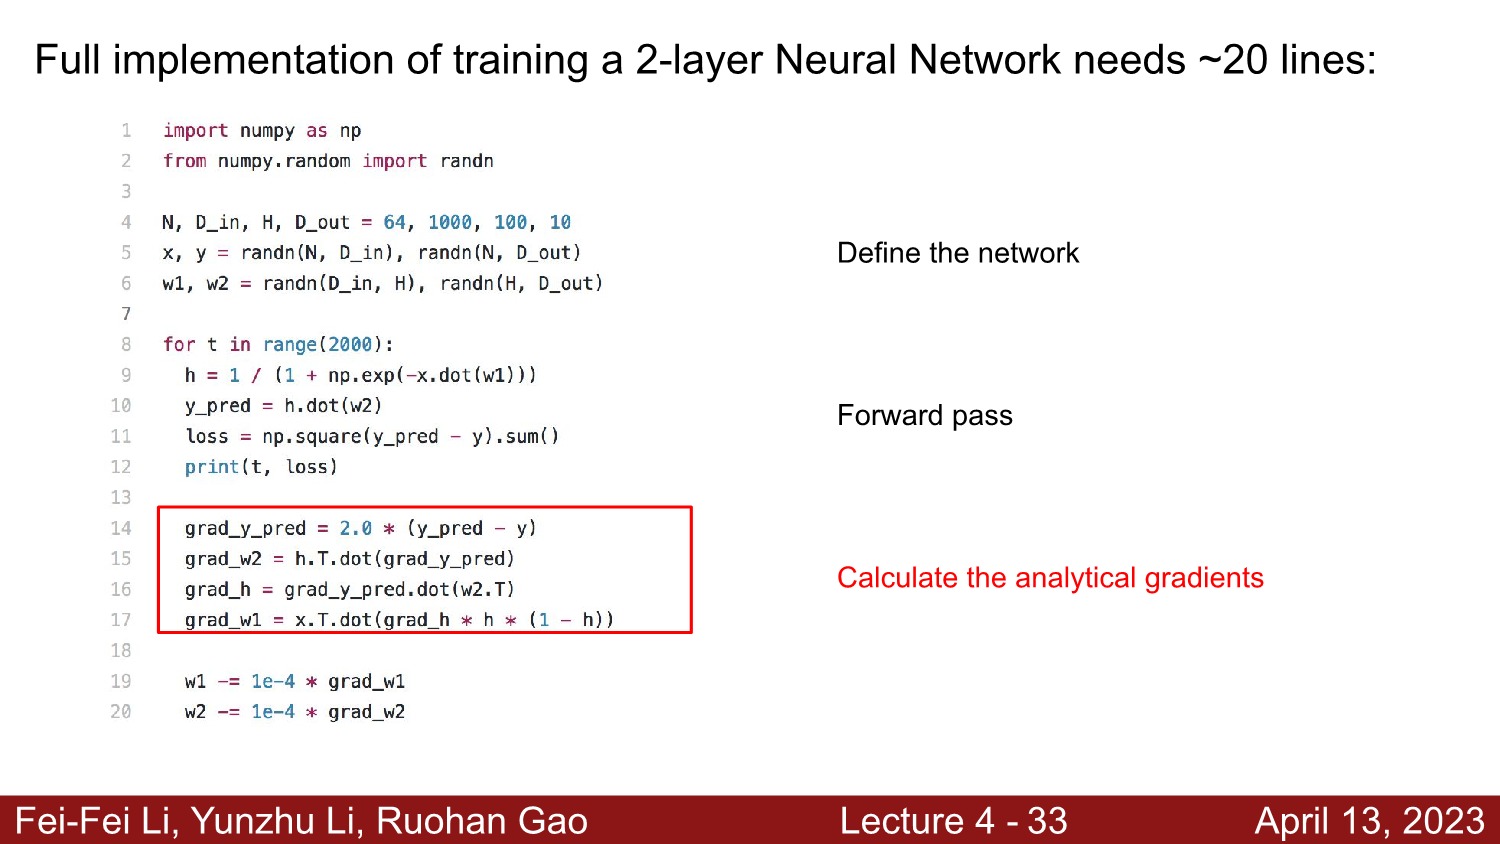 Full implementation of training a 2-layer Neural Network needs ~20 lines:
1 import numpy as np
2 from numpy.random import randn
3
4 N, D_in, H, D_out = 64, 1000, 100, 10
5 x, y = randn(N, D_in), randn(N, D_out)
6 w1, w2 = randn(D_in, H), randn(H, D_out)
7
8 for t in range(2000):
9   h = 1 / (1 + np.exp(-x.dot(w1)))
10   y_pred = h.dot(w2)
11   loss = np.square(y_pred - y).sum()
12   print(t, loss)
13
14   grad_y_pred = 2.0 * (y_pred - y)
15   grad_w2 = h.T.dot(grad_y_pred)
16   grad_h = grad_y_pred.dot(w2.T)
17   grad_w1 = x.T.dot(grad_h * h * (1 - h))
18
19   w1 -= 1e-4 * grad_w1
20   w2 -= 1e-4 * grad_w2
Define the network
Forward pass
Calculate the analytical gradients
Fei-Fei Li, Yunzhu Li, Ruohan Gao Lecture 4 - 33 April 13, 2023